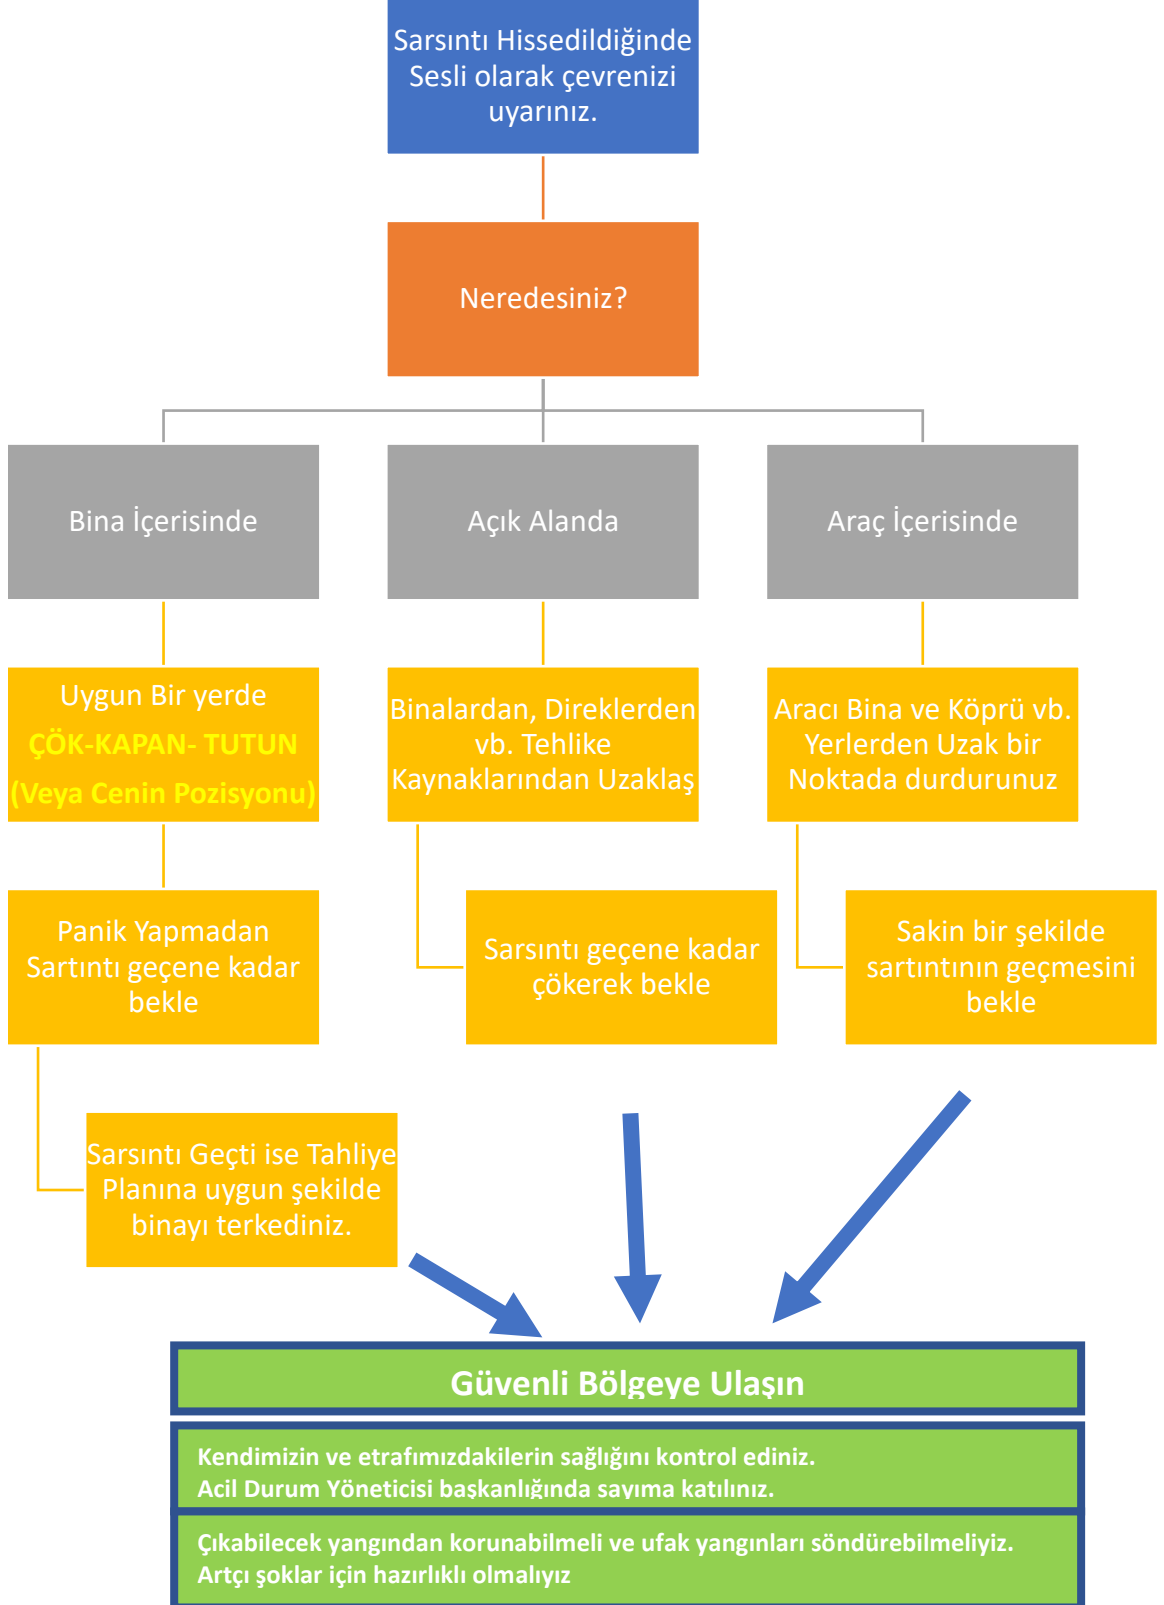 Sarsıntı Hissedildiğinde
Sesli olarak çevrenizi
uyarınız.
Neredesiniz?
Bina İçerisinde
Açık Alanda
Araç İçerisinde
Uygun Bir yerde
ÇÖK-KAPAN- TUTUN
(Veya Cenin Pozisyonu)
Binalardan, Direklerden
vb. Tehlike
Kaynaklarından Uzaklaş
Aracı Bina ve Köprü vb.
Yerlerden Uzak bir
Noktada durdurunuz
Panik Yapmadan
Sartıntı geçene kadar
bekle
Sarsıntı geçene kadar
çökerek bekle
Sakin bir şekilde
sartıntının geçmesini
bekle
Sarsıntı Geçti ise Tahliye
Planına uygun şekilde
binayı terkediniz.
Güvenli Bölgeye Ulaşın
Kendimizin ve etrafımızdakilerin sağlığını kontrol ediniz.
Acil Durum Yöneticisi başkanlığında sayıma katılınız.
Çıkabilecek yangından korunabilmeli ve ufak yangınları söndürebilmeliyiz.
Artçı şoklar için hazırlıklı olmalıyız